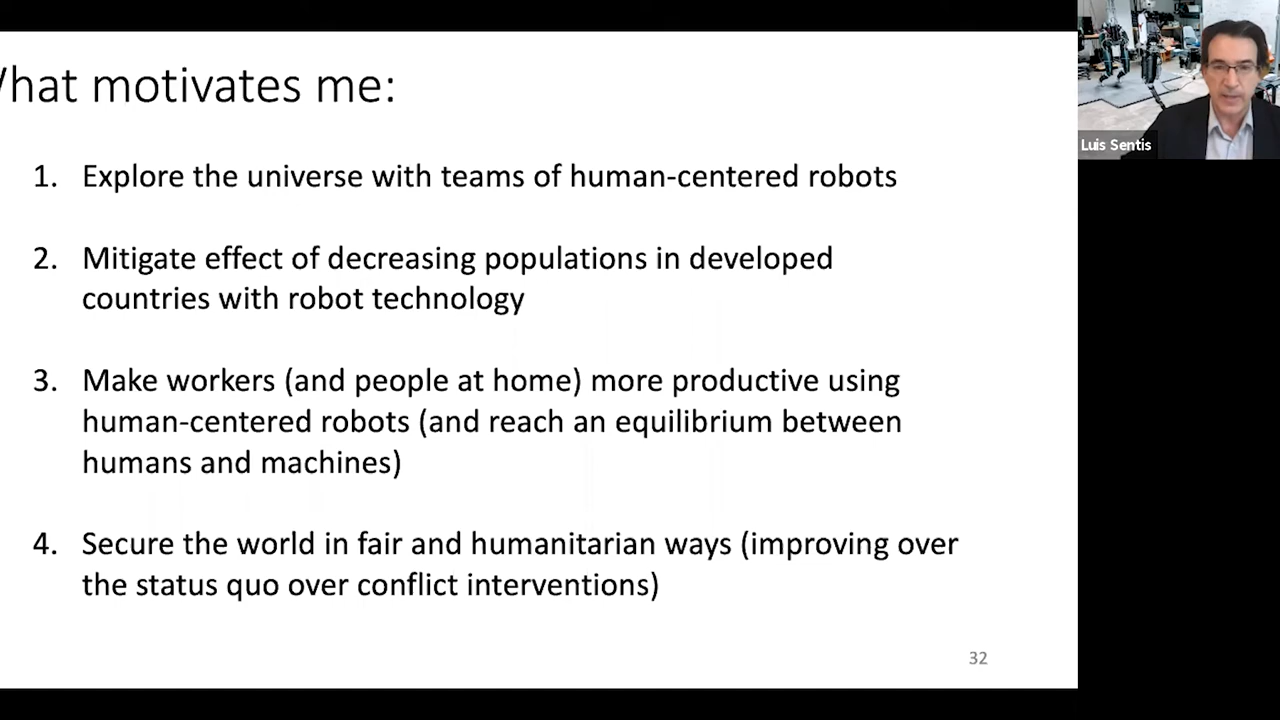 hat motivates me:
1. Explore the universe with teams of human-centered robots
2. Mitigate effect of decreasing populations in developed
countries with robot technology
3. Make workers (and people at home) more productive using
human-centered robots (and reach an equilibrium between
humans and machines)
4. Secure the world in fair and humanitarian ways (improving over
the status quo over conflict interventions)
32
Luis Sentis